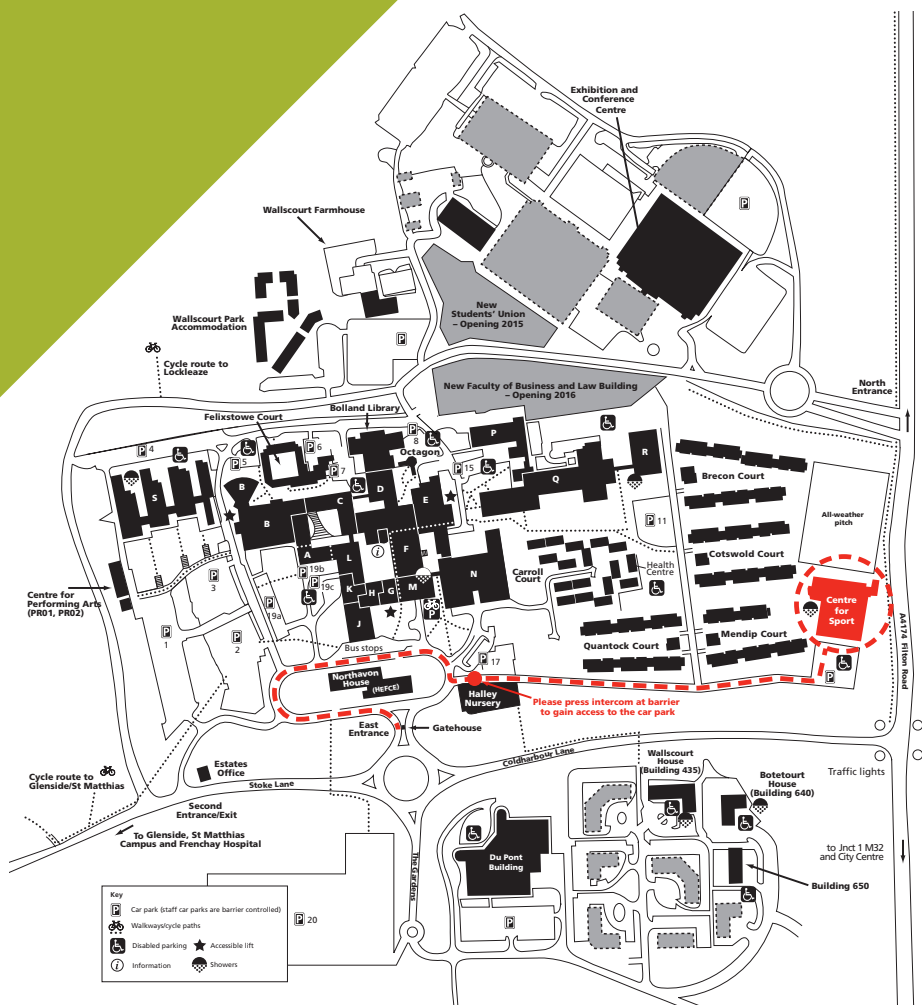 Exhibition and
Conference
Centre
P
Wallscourt Farmhouse
New
Students' Union
– Opening 2015
Wallscourt Park
Accommodation
P
Cycle route to
Lockleaze
North
Entrance
New Faculty of Business and Law Building
– Opening 2016
Bolland Library
Felixstowe Court
P 4
P 5
P 6
P 7
P 8
Octagon
P
P 15
R
Q
S
B
B
C
D
E
Brecon Court
All-weather
pitch
P 11
A
L
i
F
N
P 19b
P 19c
K
H
G
M
J
P
Carroll
Court
Health
Centre
Cotswold Court
Centre
for
Sport
A4174 Filton Road
Centre for
Performing Arts
(PR01, PR02)
P 3
P 19a
P 1
P 2
Bus stops
P 17
Quantock Court
Mendip Court
P
Northavon
House
(HEFCE)
Halley
Nursery
Please press intercom at barrier
to gain access to the car park
East
Entrance
Gatehouse
Coldharbour Lane
Estates
Office
Stoke Lane
Cycle route to
Glenside/St Matthias
Second
Entrance/Exit
To Glenside, St Matthias
Campus and Frenchay Hospital
Wallscourt
House
(Building 435)
Botetourt
House
(Building 640)
Traffic lights
to Jnct 1 M32
and City Centre
Du Pont
Building
Building 650
The Gardens
P
P 20
Key
P Car park (staff car parks are barrier controlled)
Walkways/cycle paths
Disabled parking
Accessible lift
i Information
Showers